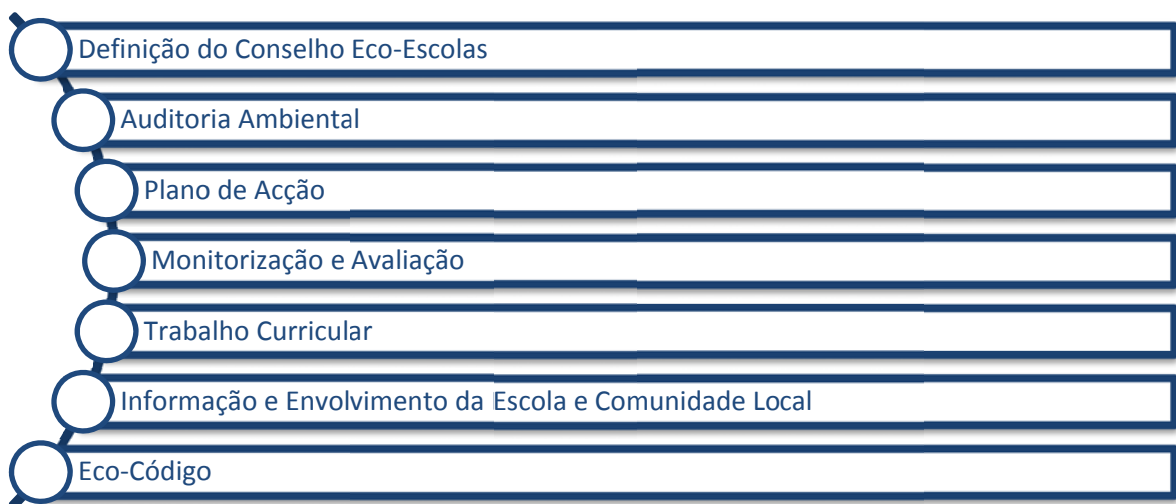 Definição do Conselho Eco-Escolas
Auditoria Ambiental
Plano de Acção
Monitorização e Avaliação
Trabalho Curricular
Informação e Envolvimento da Escola e Comunidade Local
Eco-Código